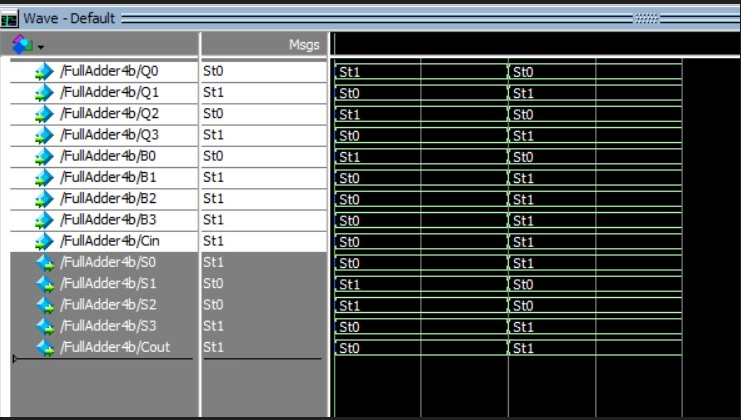 Wave - Default
Msgs
/FullAdder4b/Q0 St0 St1 St0
/FullAdder4b/Q1 St1 St0 St1
/FullAdder4b/Q2 St0 St1 St0
/FullAdder4b/Q3 St1 St0 St1
/FullAdder4b/B0 St0 St1 St0
/FullAdder4b/B1 St1 St0 St1
/FullAdder4b/B2 St1 St0 St1
/FullAdder4b/B3 St1 St0 St1
/FullAdder4b/Cin St1 St0 St1
/FullAdder4b/S0 St1 St0 St1
/FullAdder4b/S1 St0 St1 St0
/FullAdder4b/S2 St0 St1 St0
/FullAdder4b/S3 St1 St0 St1
/FullAdder4b/Cout St1 St0 St1